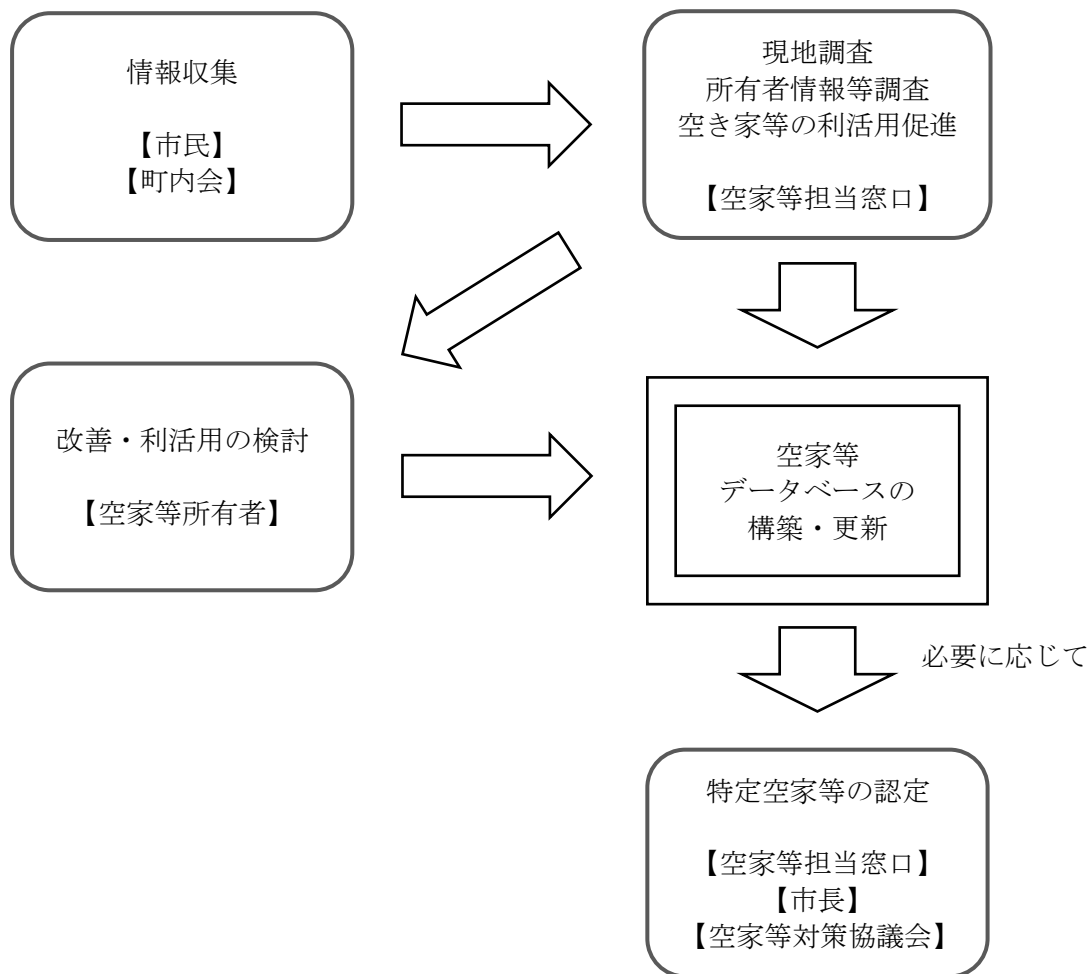 情報収集
【市民】
【町内会】
現地調査
所有者情報等調査
空き家等の利活用促進
【空家等担当窓口】
改善・利活用の検討
【空家等所有者】
空家等
データベースの
構築・更新
必要に応じて
特定空家等の認定
【空家等担当窓口】
【市長】
【空家等対策協議会】